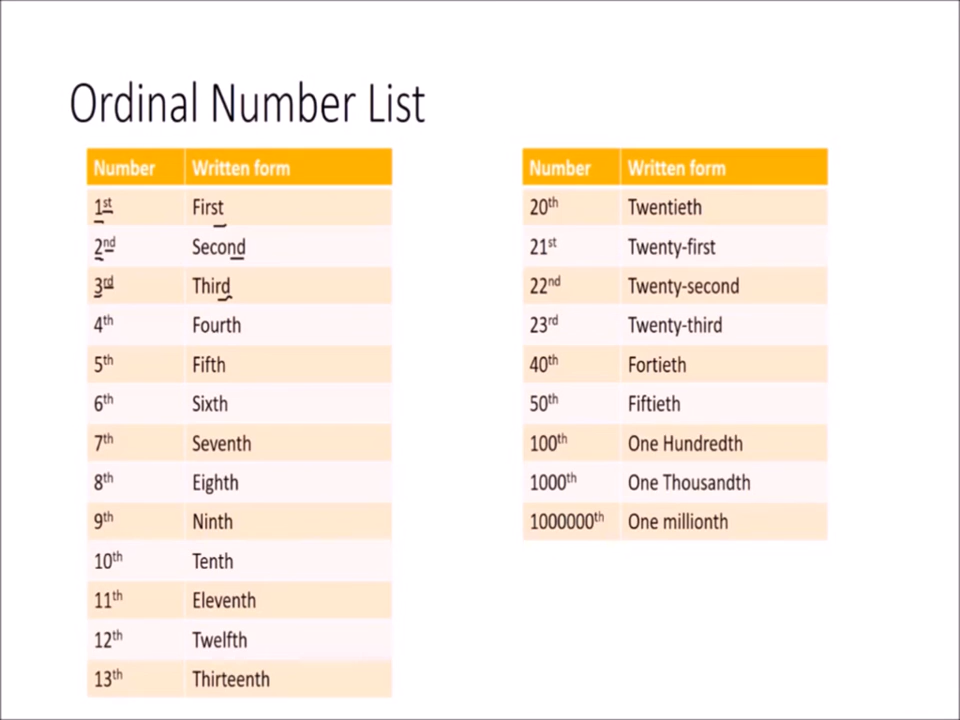 Ordinal Number List
Number Written form
1st First
2nd Second
3rd Third
4th Fourth
5th Fifth
6th Sixth
7th Seventh
8th Eighth
9th Ninth
10th Tenth
11th Eleventh
12th Twelfth
13th Thirteenth
Number Written form
20th Twentieth
21st Twenty-first
22nd Twenty-second
23rd Twenty-third
40th Fortieth
50th Fiftieth
100th One Hundredth
1000th One Thousandth
1000000th One millionth